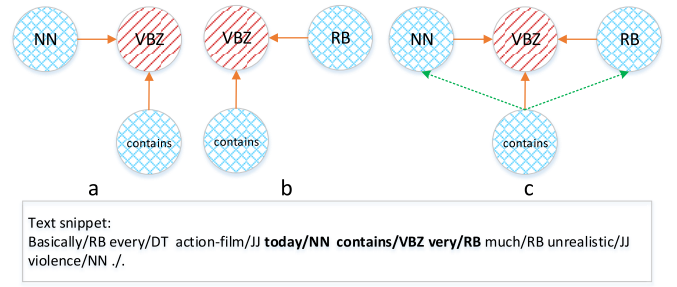 NN VBZ VBZ RB NN VBZ RB
contains contains contains
a b c
Text snippet:
Basically/RB every/DT action-film/JJ today/NN contains/VBZ very/RB much/RB unrealistic/JJ
violence/NN ./.